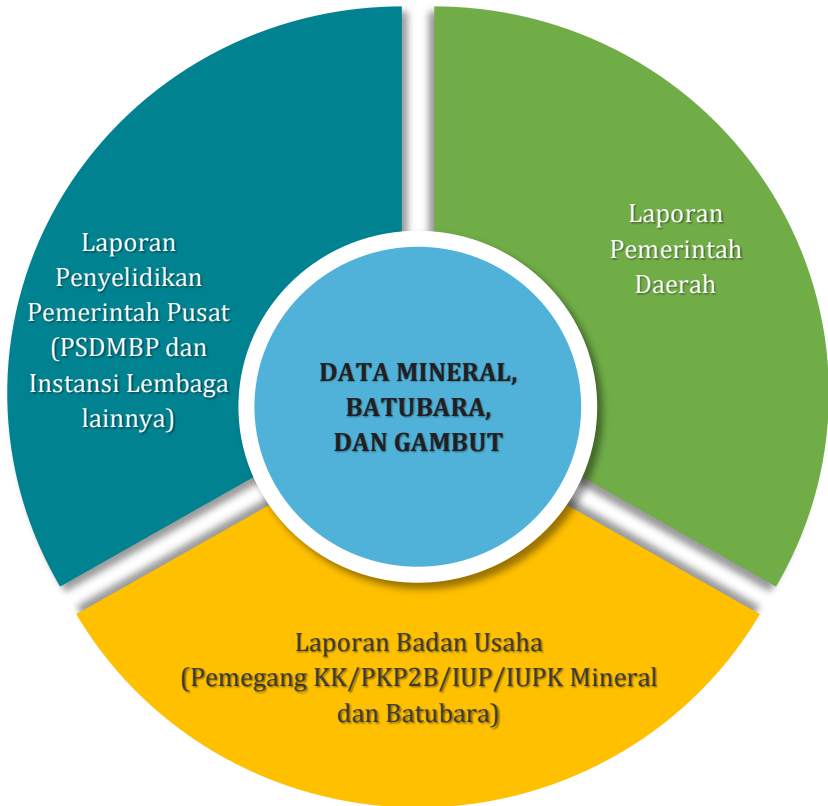 Laporan
Penyelidikan
Pemerintah Pusat
(PSDMBP dan
Instansi Lembaga
lainnya)
Laporan
Pemerintah
Daerah
DATA MINERAL,
BATUBARA,
DAN GAMBUT
Laporan Badan Usaha
(Pemegang KK/PKP2B/IUP/IUPK Mineral
dan Batubara)